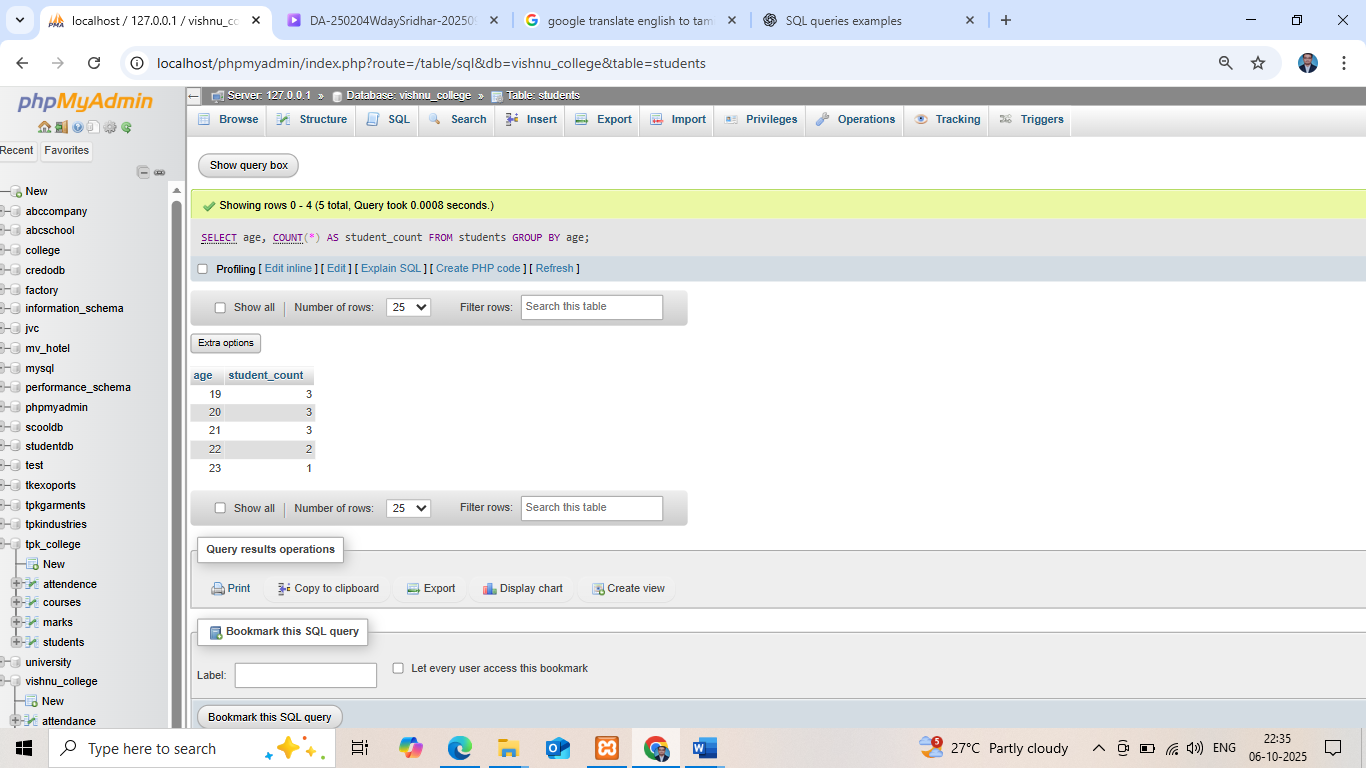 localhost / 127.0.0.1 / vishnu_co
DA-250204WdaySridhar-202509
google translate english to tami
SQL queries examples
localhost/phpmyadmin/index.php?route=/table/sql&db=vishnu_college&table=students
phpMyAdmin
Recent Favorites
New
abccompany
abcschool
college
credodb
factory
information_schema
jvc
mv_hotel
mysql
performance_schema
phpmyadmin
scooldb
studentdb
test
tkexoports
tpkgarments
tpkindustries
tpk_college
New
attendence
courses
marks
students
university
vishnu_college
New
attendance
Server: 127.0.0.1 » Database: vishnu_college » Table: students
Browse Structure SQL Search Insert Export Import Privileges Operations Tracking Triggers
Show query box
Showing rows 0 - 4 (5 total, Query took 0.0008 seconds.)
SELECT age, COUNT(*) AS student_count FROM students GROUP BY age;
Profiling [ Edit inline ] [ Edit ] [ Explain SQL ] [ Create PHP code ] [ Refresh ]
Show all Number of rows: 25 Filter rows: Search this table
Extra options
age student_count
19 3
20 3
21 3
22 2
23 1
Show all Number of rows: 25 Filter rows: Search this table
Query results operations
Print Copy to clipboard Export Display chart Create view
Bookmark this SQL query
Label: Let every user access this bookmark
Bookmark this SQL query
Type here to search
5
27°C Partly cloudy
ENG
22:35
06-10-2025